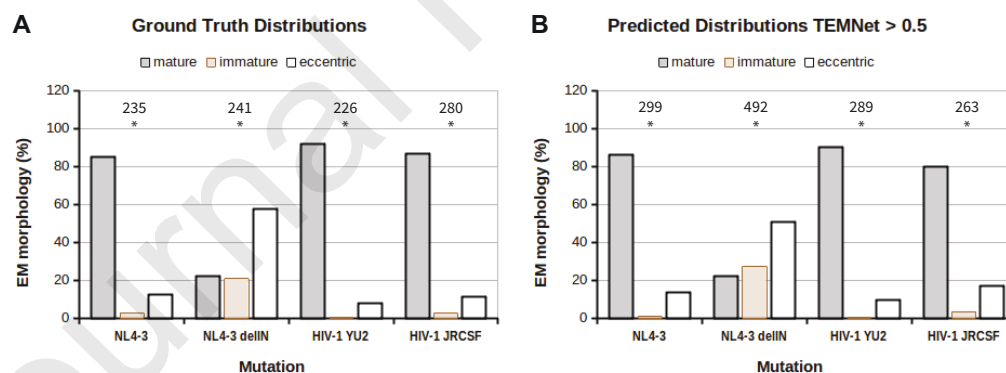 A
Ground Truth Distributions
mature immature eccentric
EM morphology (%)
120
100
80
60
40
20
0
235 241 226 280
* * * *
NL4-3 NL4-3 delIN HIV-1 YU2 HIV-1 JRCSF
Mutation
B
Predicted Distributions TEMNet > 0.5
mature immature eccentric
EM morphology (%)
120
100
80
60
40
20
0
299 492 289 263
* * * *
NL4-3 NL4-3 delIN HIV-1 YU2 HIV-1 JRCSF
Mutation